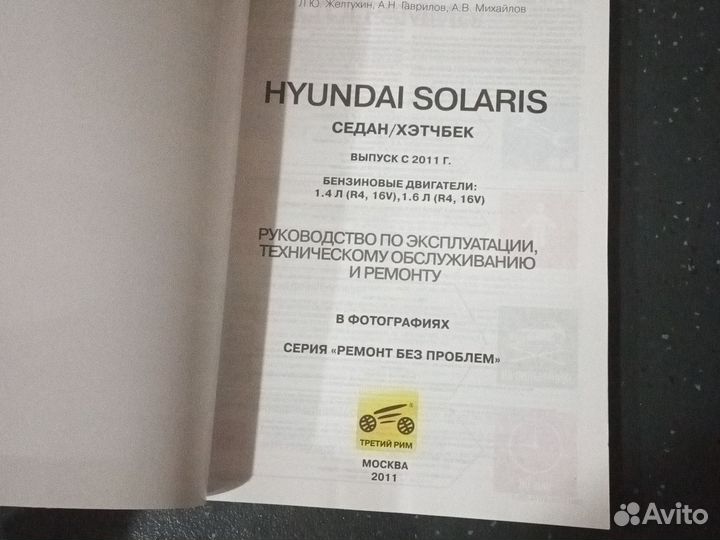 Л.Ю. Желтухин, А.Н. Гаврилов, А.В. Михайлов
HYUNDAI SOLARIS
СЕДАН/ХЭТЧБЕК
ВЫПУСК С 2011 Г.
БЕНЗИНОВЫЕ ДВИГАТЕЛИ:
1.4 Л (R4, 16V), 1.6 Л (R4, 16V)
РУКОВОДСТВО ПО ЭКСПЛУАТАЦИИ,
ТЕХНИЧЕСКОМУ ОБСЛУЖИВАНИЮ
И РЕМОНТУ
В ФОТОГРАФИЯХ
СЕРИЯ «РЕМОНТ БЕЗ ПРОБЛЕМ»
®
ТРЕТИЙ РИМ
МОСКВА
2011
Avito